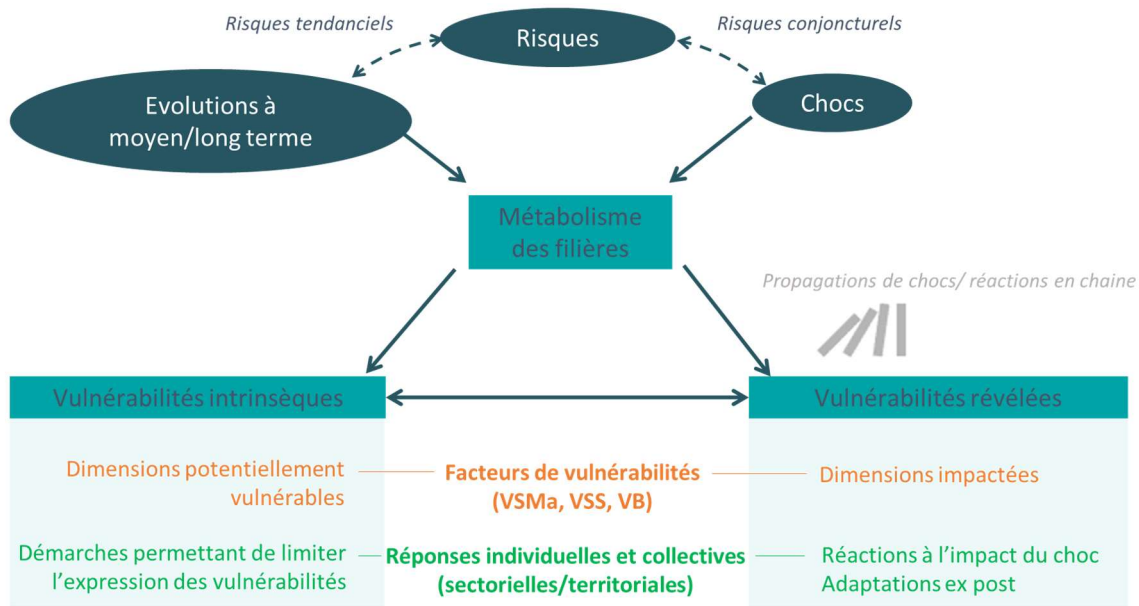 Risques tendanciels
Risques
Risques conjoncturels
Evolutions à
moyen/long terme
Chocs
Métabolisme
des filières
Propagations de chocs/ réactions en chaine
Vulnérabilités intrinsèques
Vulnérabilités révélées
Dimensions potentiellement
vulnérables
Facteurs de vulnérabilités
(VSMa, VSS, VB)
Dimensions impactées
Démarches permettant de limiter
l’expression des vulnérabilités
Réponses individuelles et collectives
(sectorielles/territoriales)
Réactions à l’impact du choc
Adaptations ex post